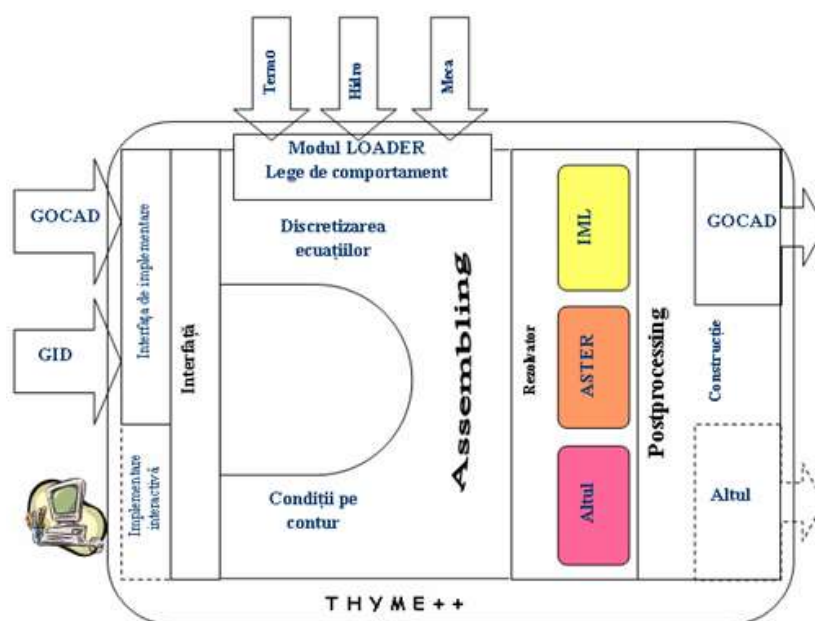 Termo
Hidro
Meca
Modul LOADER
Lege de comportament
GOCAD
GID
Interfața de implementare
Implementare
interactivă
Interfață
Discretizarea
ecuațiilor
Condiții pe
contur
Assembling
Rezolvator
IML
ASTER
Altul
Postprocessing
GOCAD
Construcție
Altul
THYME++